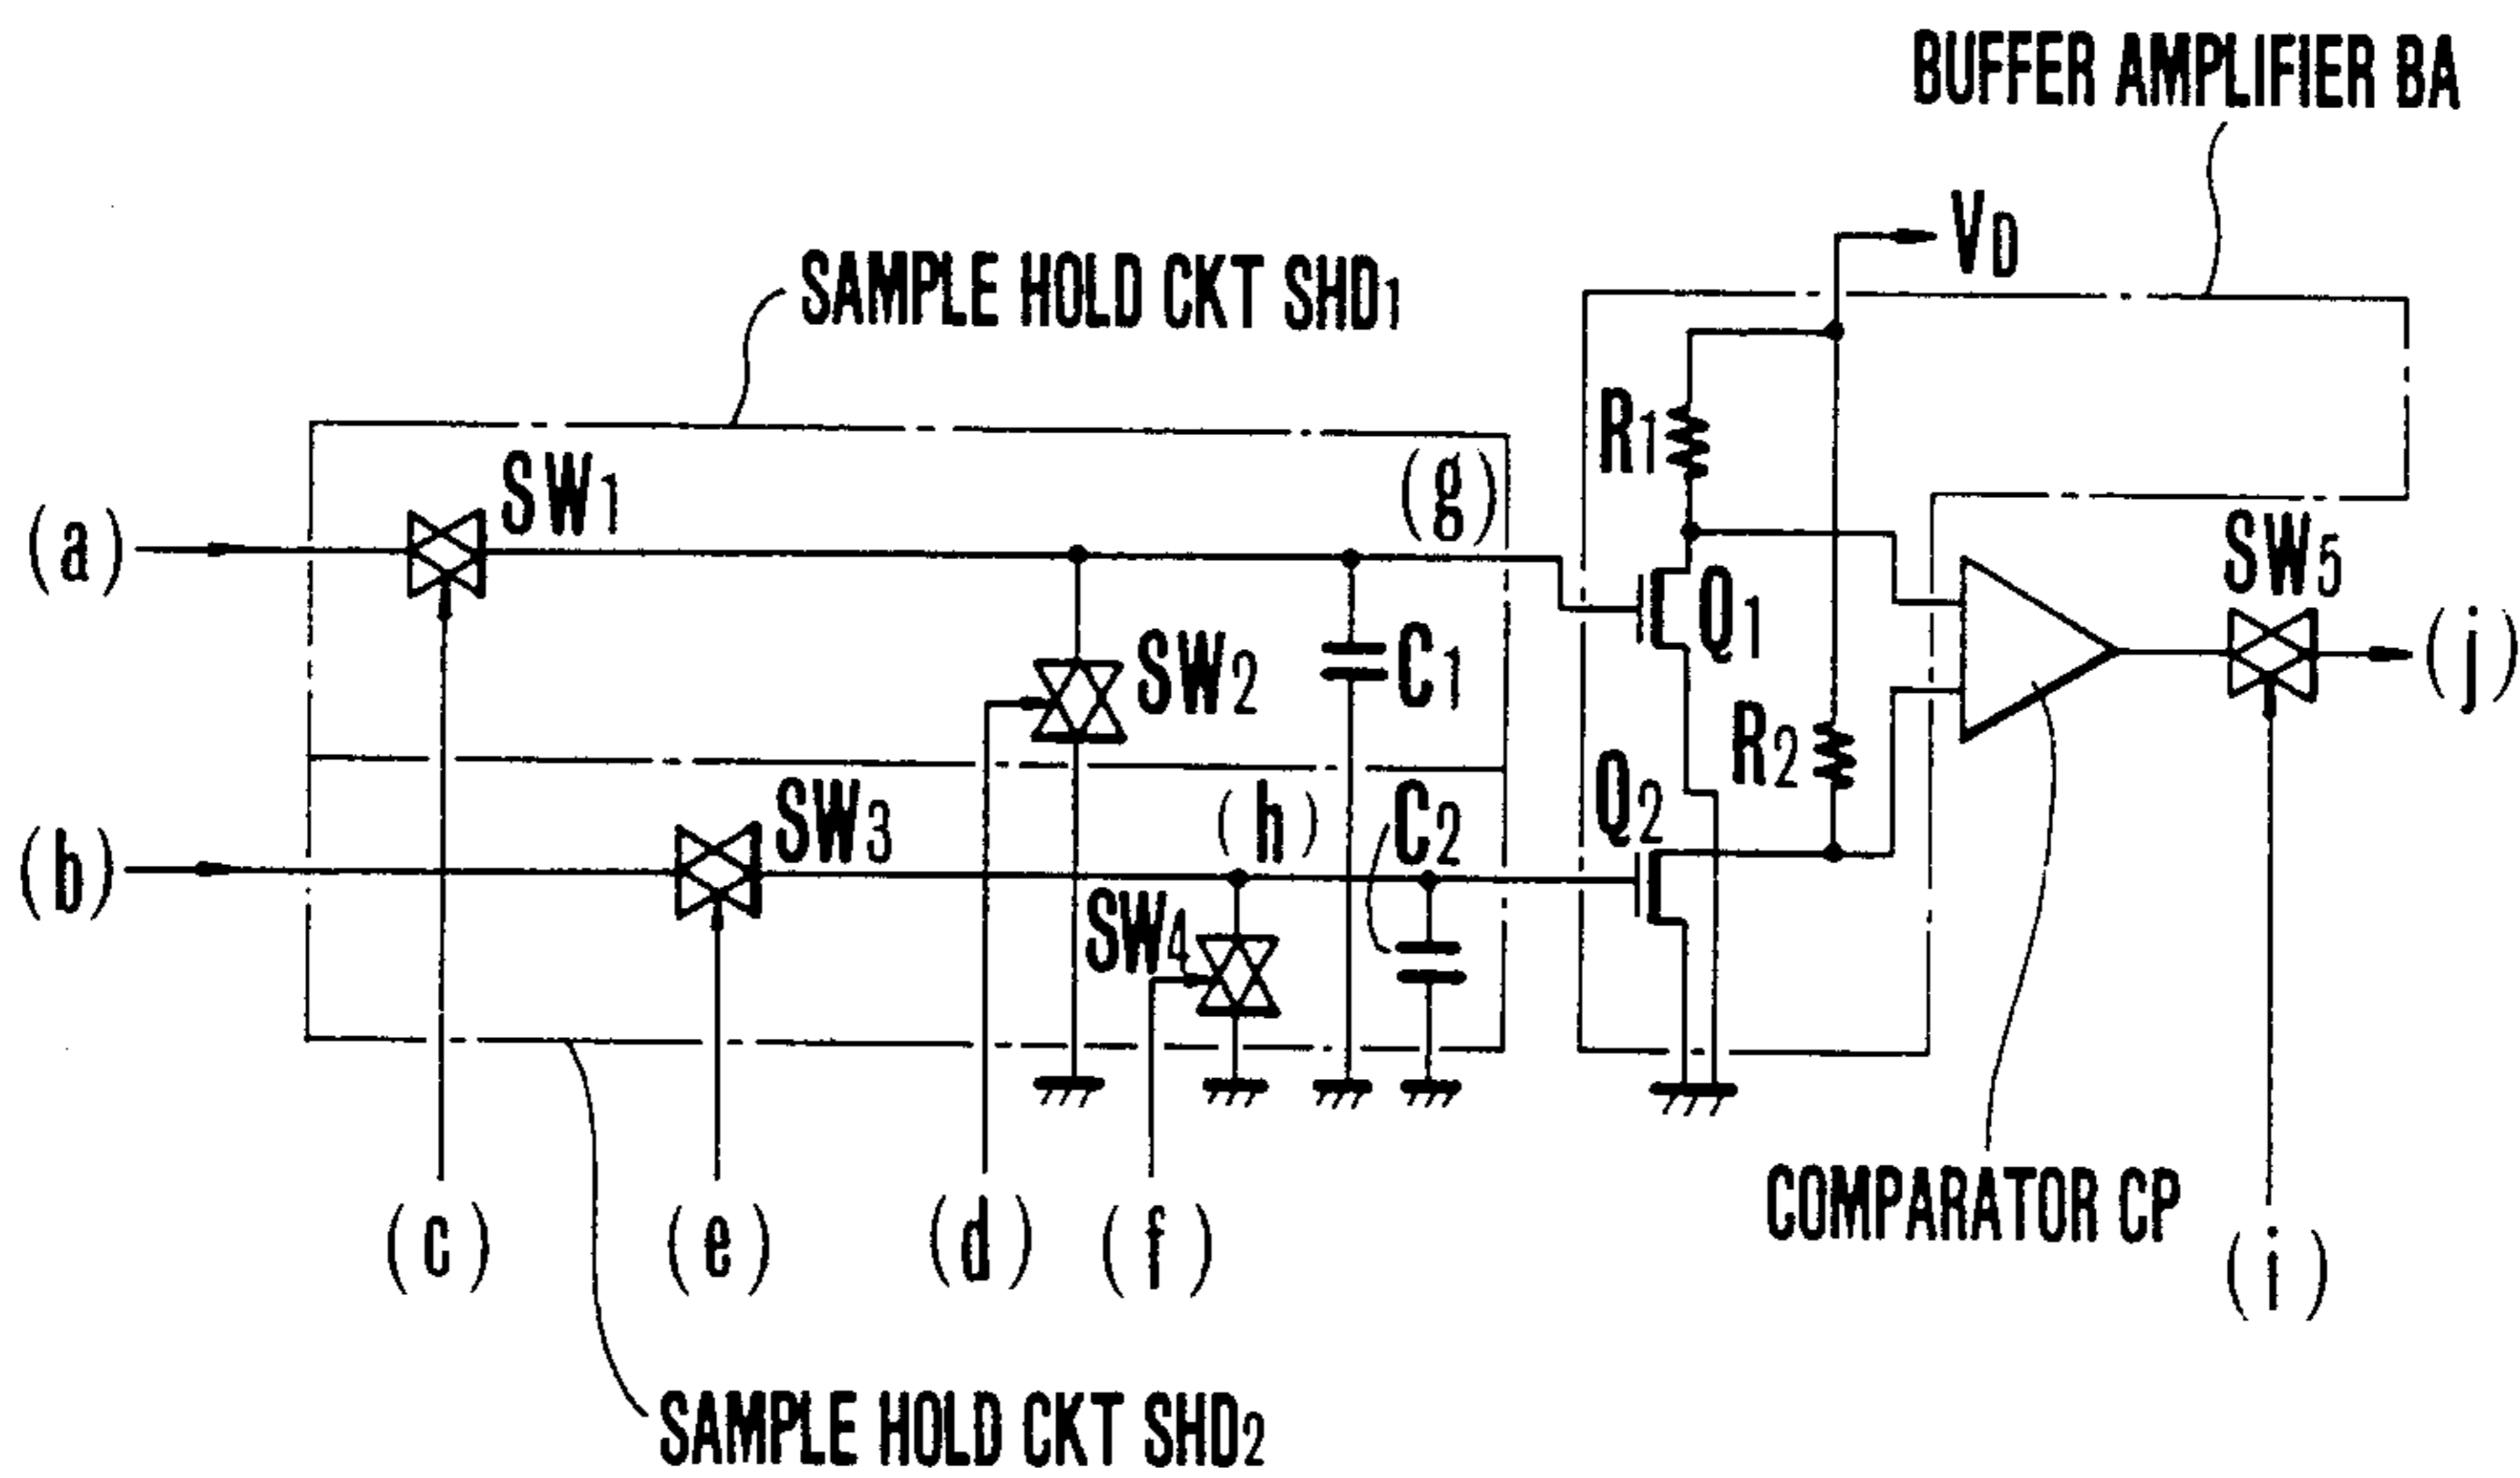 BUFFER AMPLIFIER BA
VD
SAMPLE HOLD CKT SHD1
R1
(g)
SW1
(a)
SW5
Q1
(j)
SW2
C1
R2
Q2
SW3
(h)
C2
(b)
SW4
COMPARATOR CP
(c)
(e)
(d)
(f)
(i)
SAMPLE HOLD CKT SHD2